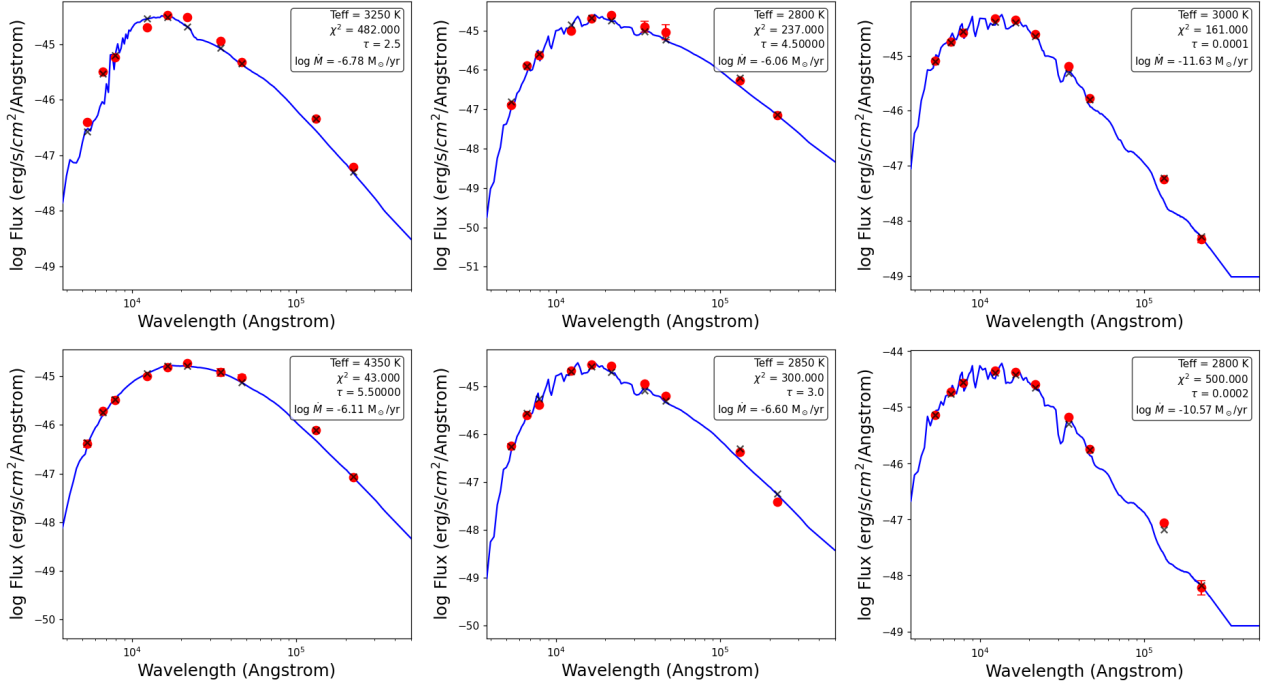 Teff = 3250 K
χ² = 482.000
τ = 2.5
log Ṁ = -6.78 M⊙/yr
−45
−46
−47
−48
−49
log Flux (erg/s/cm²/Angstrom)
10⁴
10⁵
Wavelength (Angstrom)
Teff = 2800 K
χ² = 237.000
τ = 4.50000
log Ṁ = -6.06 M⊙/yr
−45
−46
−47
−48
−49
−50
−51
log Flux (erg/s/cm²/Angstrom)
10⁴
10⁵
Wavelength (Angstrom)
Teff = 3000 K
χ² = 161.000
τ = 0.0001
log Ṁ = -11.63 M⊙/yr
−45
−46
−47
−48
−49
log Flux (erg/s/cm²/Angstrom)
10⁴
10⁵
Wavelength (Angstrom)
Teff = 4350 K
χ² = 43.000
τ = 5.50000
log Ṁ = -6.11 M⊙/yr
−45
−46
−47
−48
−49
−50
log Flux (erg/s/cm²/Angstrom)
10⁴
10⁵
Wavelength (Angstrom)
Teff = 2850 K
χ² = 300.000
τ = 3.0
log Ṁ = -6.60 M⊙/yr
−45
−46
−47
−48
−49
−50
log Flux (erg/s/cm²/Angstrom)
10⁴
10⁵
Wavelength (Angstrom)
Teff = 2800 K
χ² = 500.000
τ = 0.0002
log Ṁ = -10.57 M⊙/yr
−44
−45
−46
−47
−48
−49
log Flux (erg/s/cm²/Angstrom)
10⁴
10⁵
Wavelength (Angstrom)